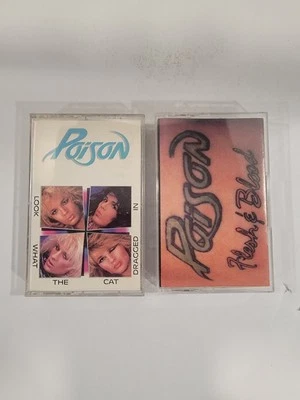 Poison
LOOK
WHAT
THE
CAT
DRAGGED
IN
Poison
Flesh & Blood